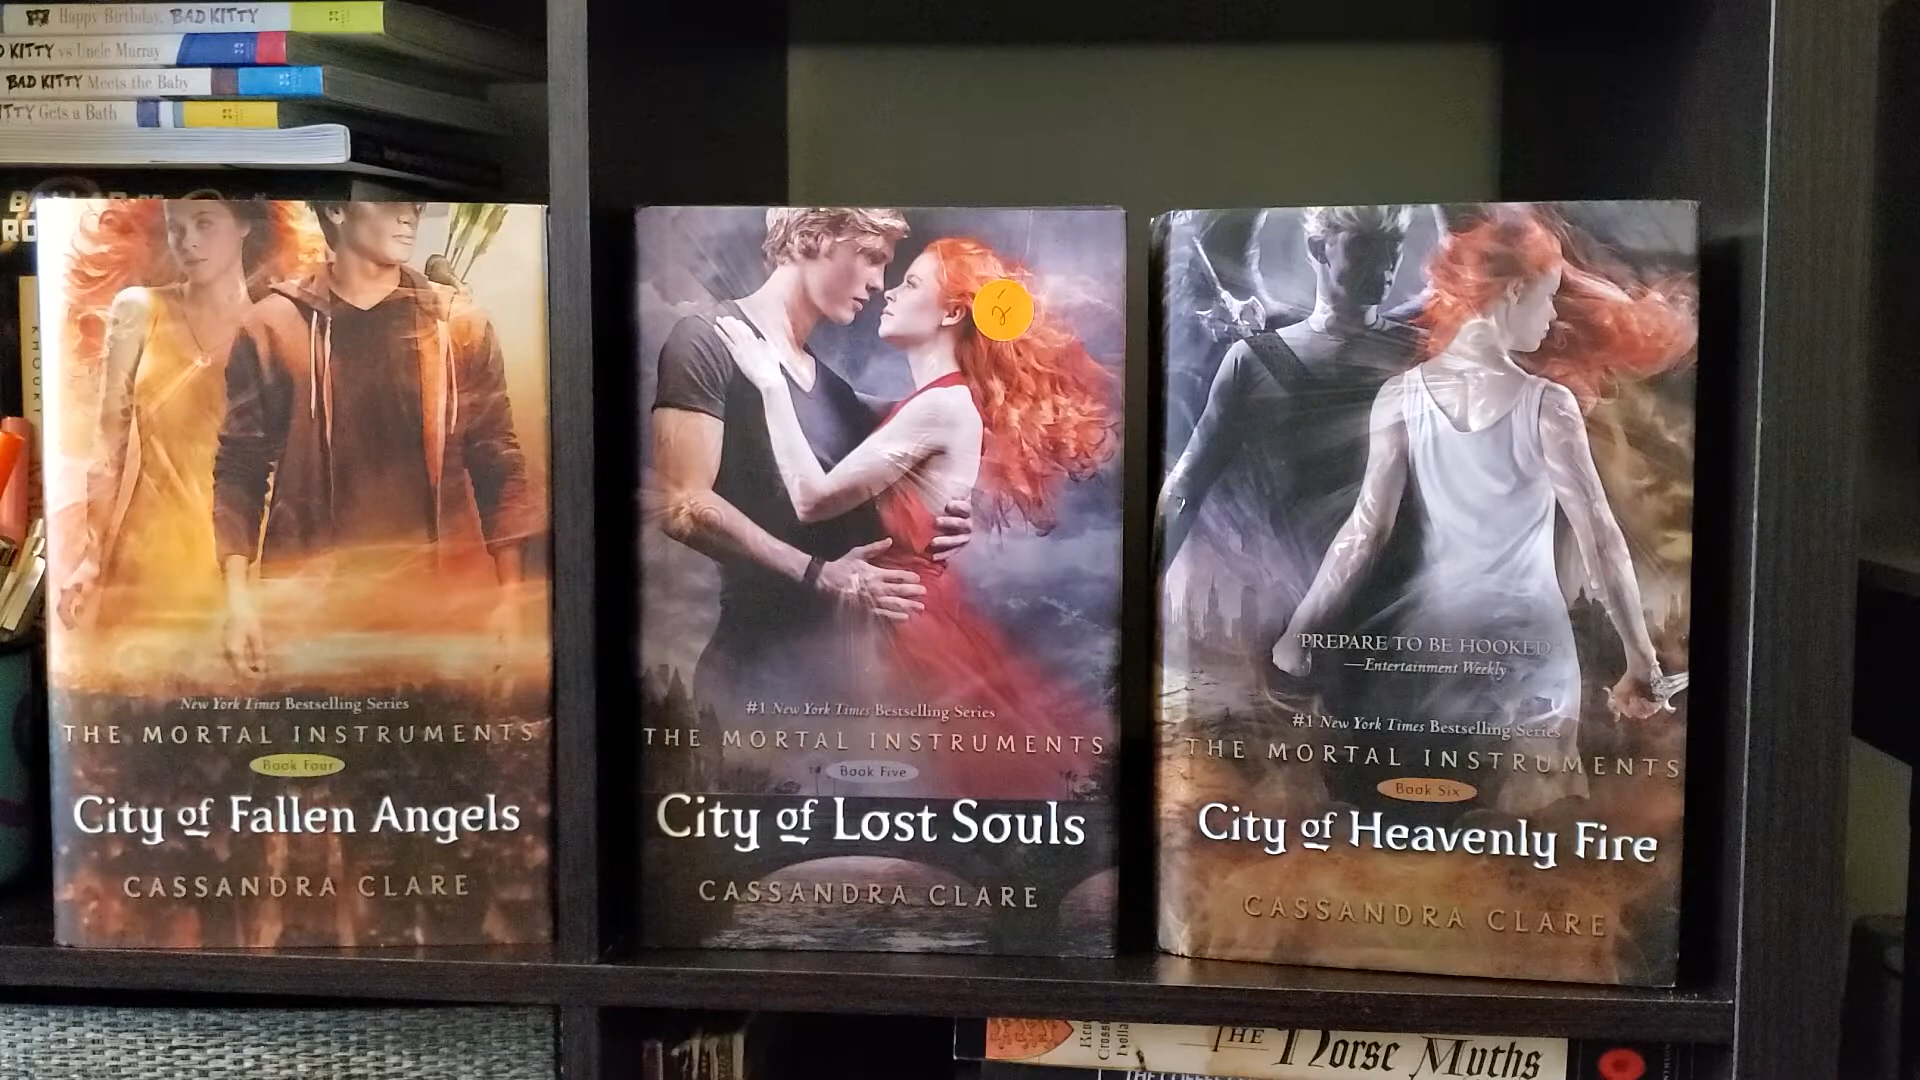 Happy Birthday, BAD KITTY
KITTY vs Uncle Murray
BAD KITTY Meets the Baby
Gets a Bath
KHOURY
New York Times Bestselling Series
THE MORTAL INSTRUMENTS
Book Four
City of Fallen Angels
CASSANDRA CLARE
2
#1 New York Times Bestselling Series
THE MORTAL INSTRUMENTS
Book Five
City of Lost Souls
CASSANDRA CLARE
"PREPARE TO BE HOOKED"
—Entertainment Weekly
#1 New York Times Bestselling Series
THE MORTAL INSTRUMENTS
Book Six
City of Heavenly Fire
CASSANDRA CLARE
THE Norse Myths